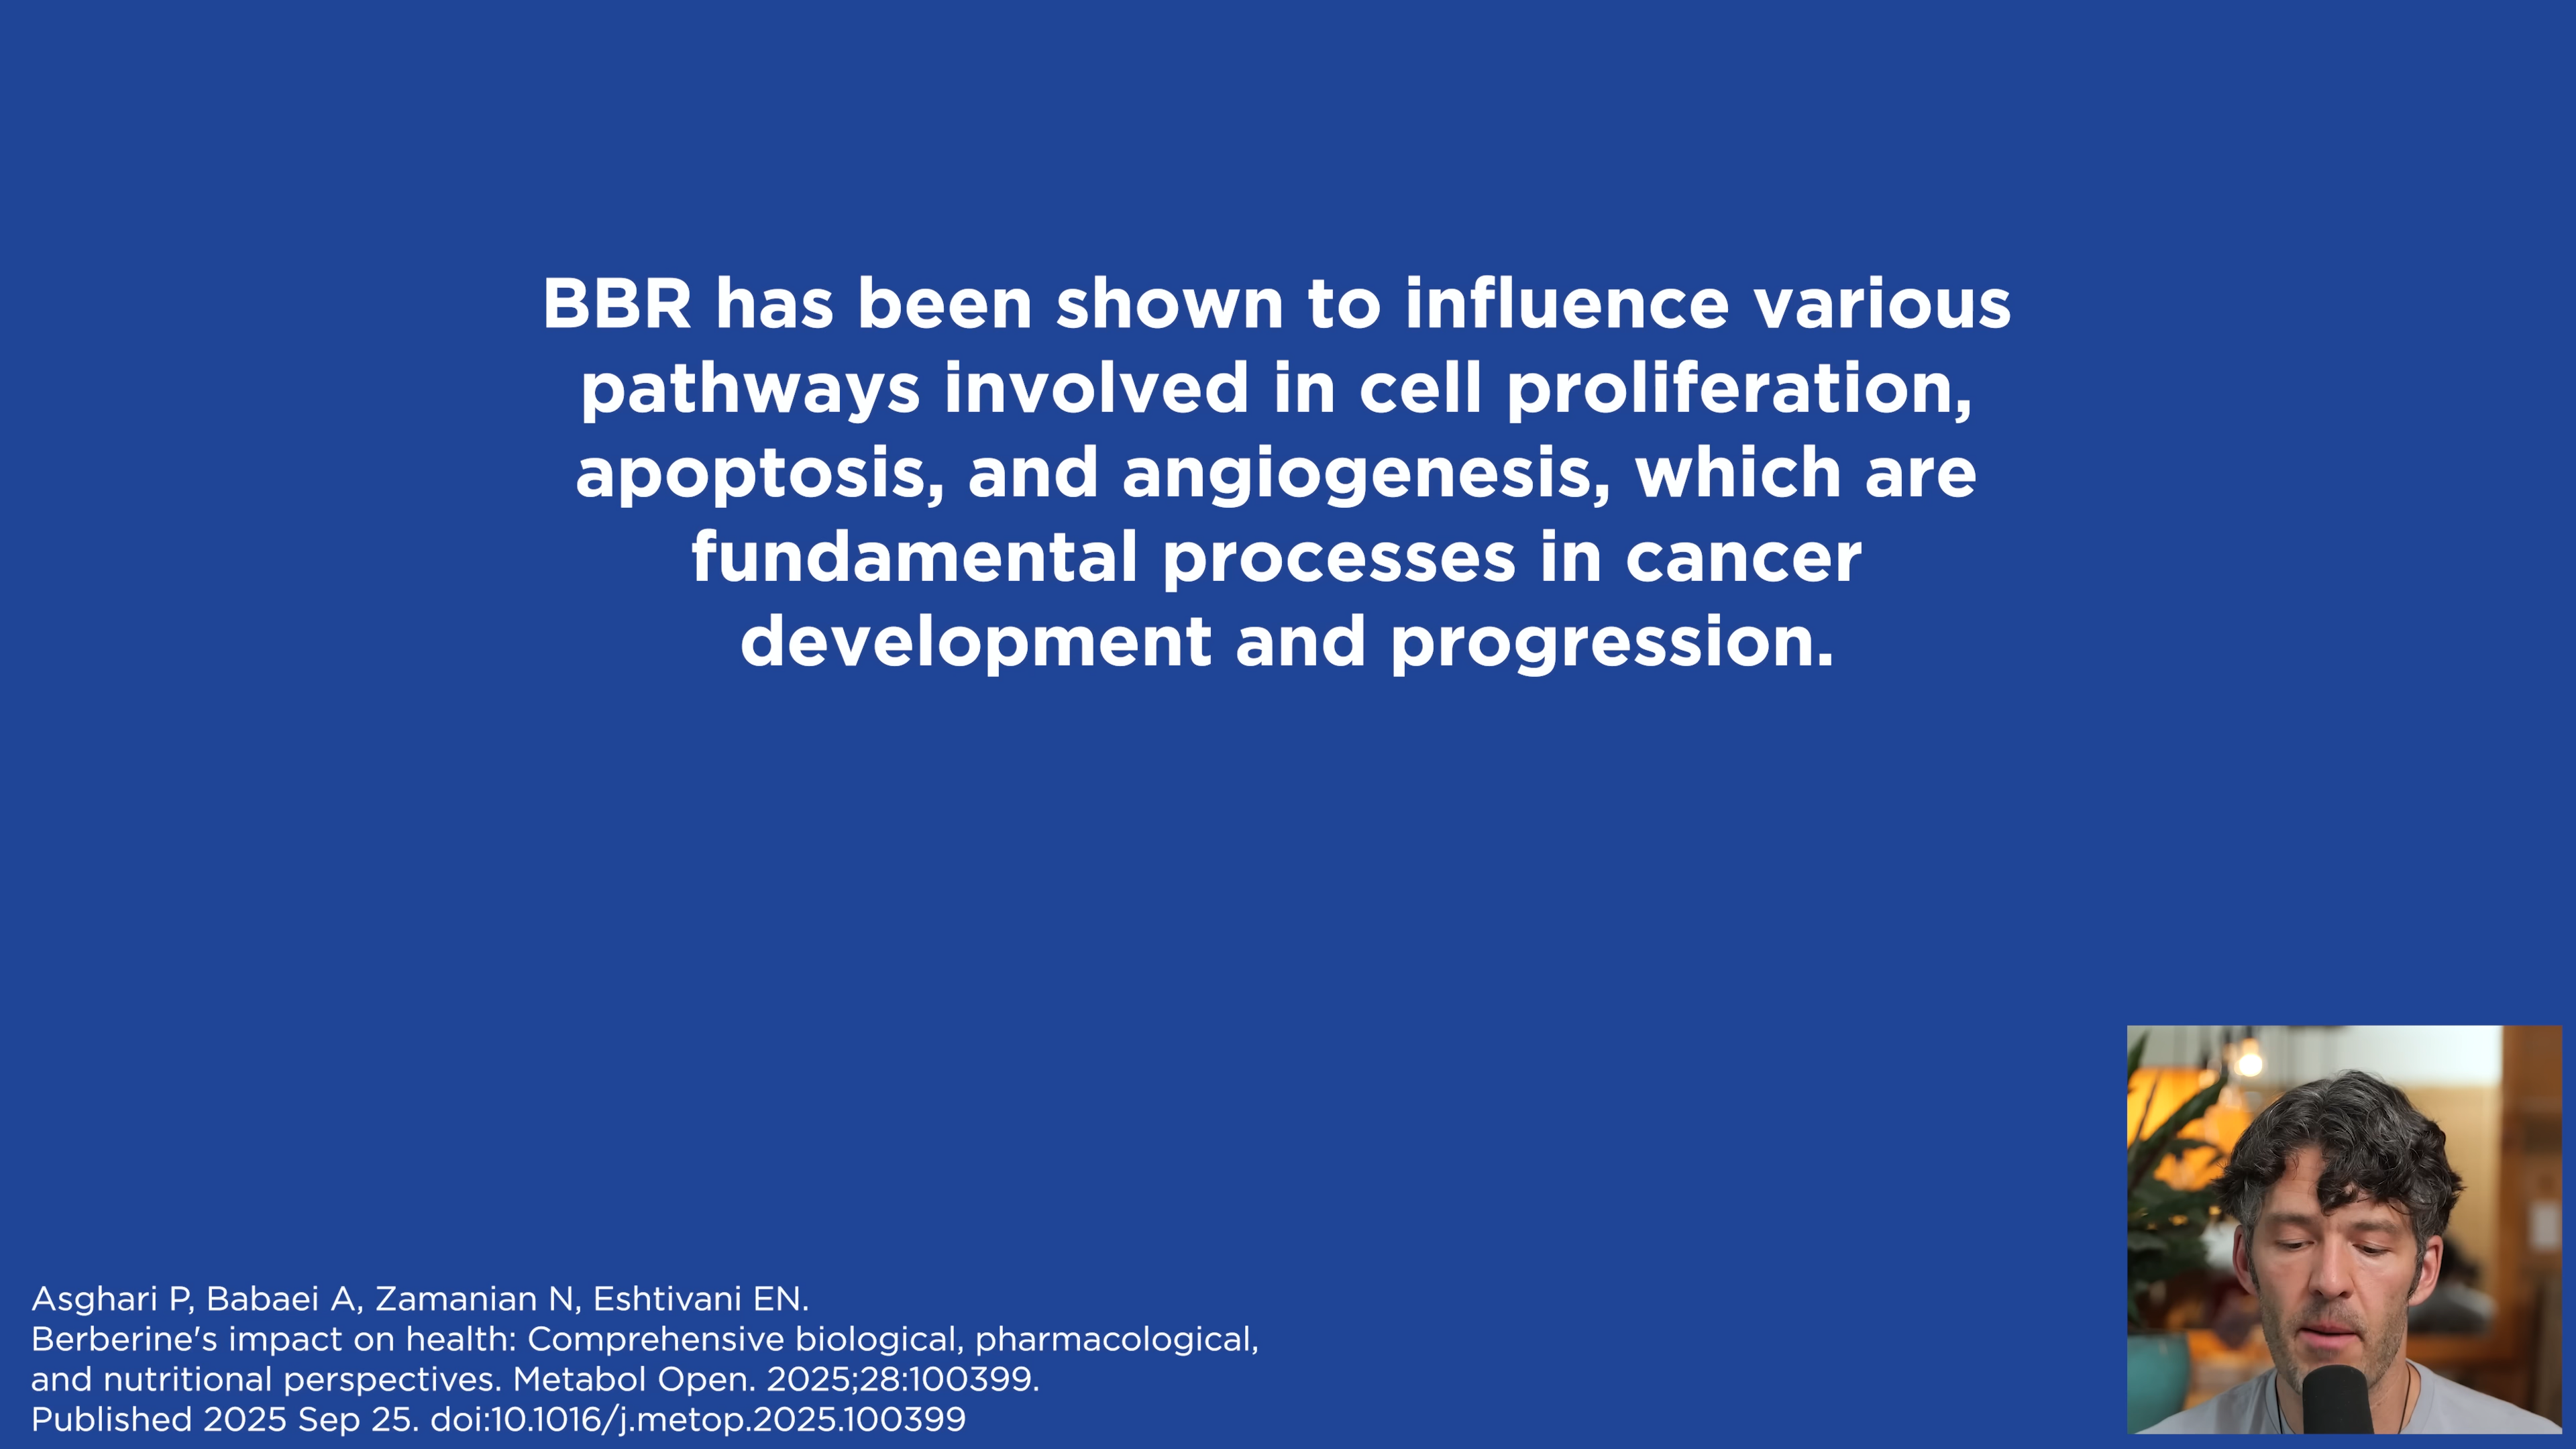 BBR has been shown to influence various
pathways involved in cell proliferation,
apoptosis, and angiogenesis, which are
fundamental processes in cancer
development and progression.
Asghari P, Babaei A, Zamanian N, Eshtivani EN.
Berberine's impact on health: Comprehensive biological, pharmacological,
and nutritional perspectives. Metabol Open. 2025;28:100399.
Published 2025 Sep 25. doi:10.1016/j.metop.2025.100399